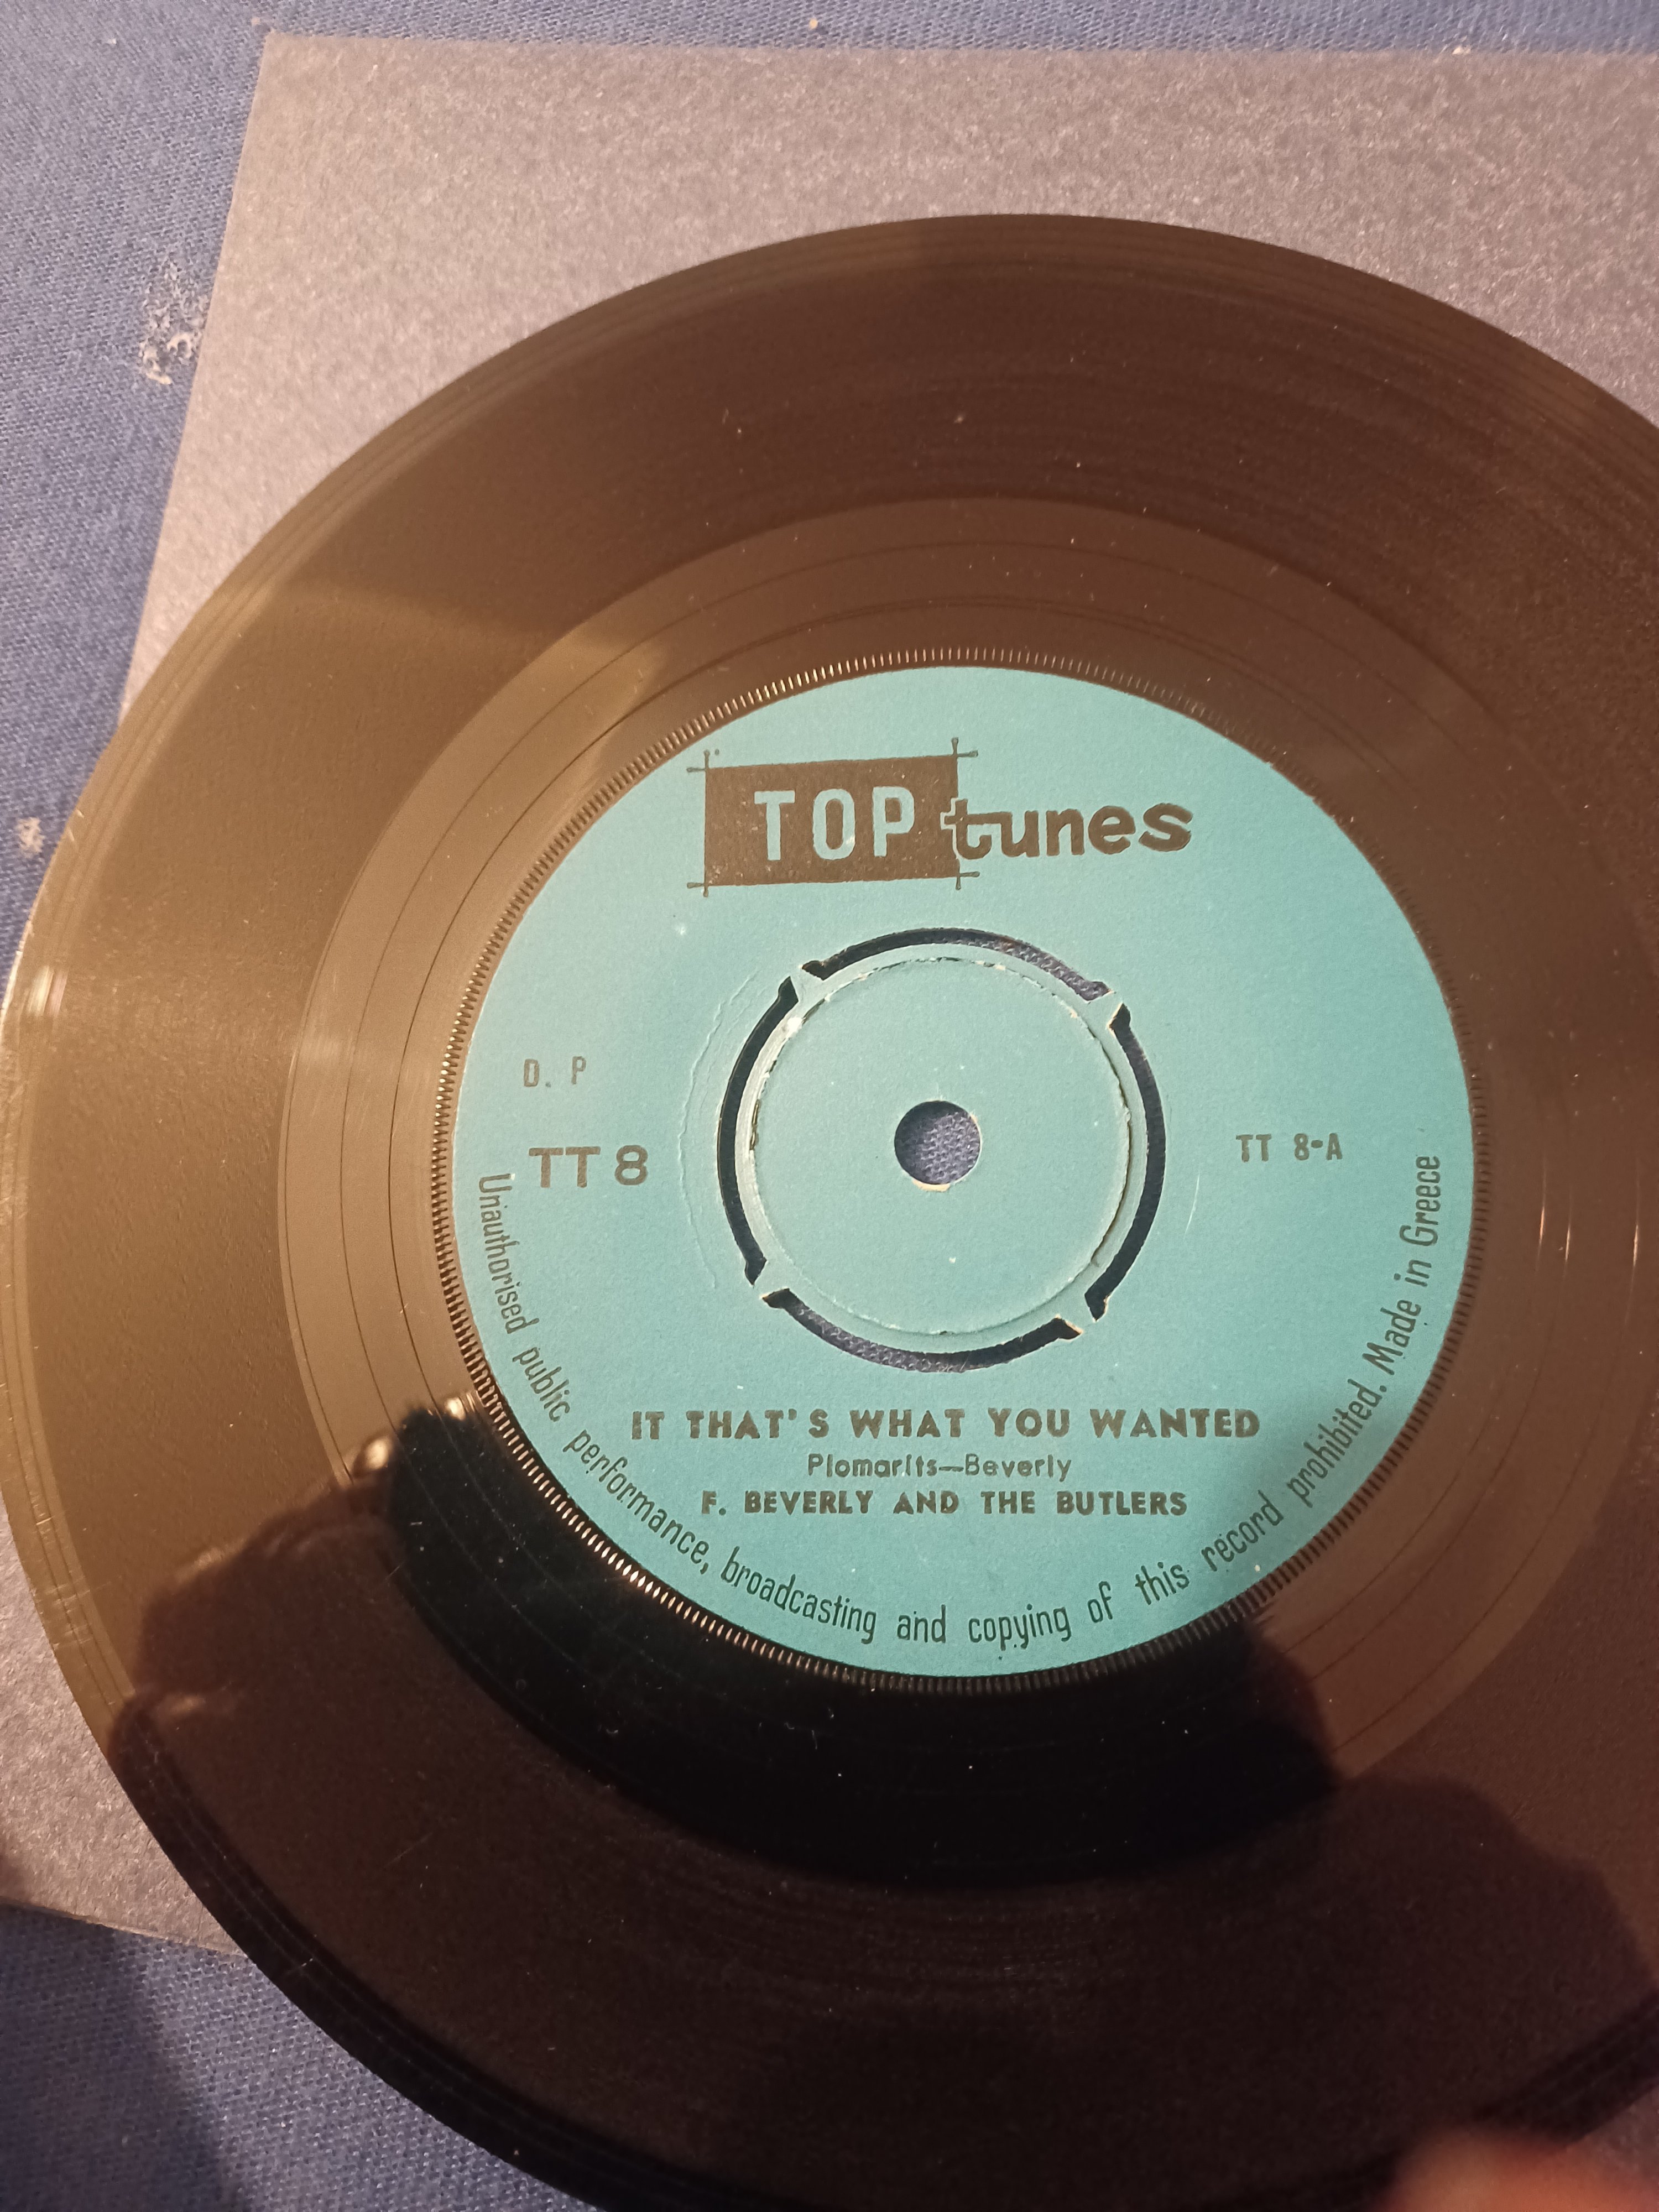 TOP tunes
D. P
TT 8
TT 8-A
IT THAT'S WHAT YOU WANTED
Plomarits—Beverly
F. BEVERLY AND THE BUTLERS
Unauthorised public performance, broadcasting and copying of this record prohibited. Made in Greece